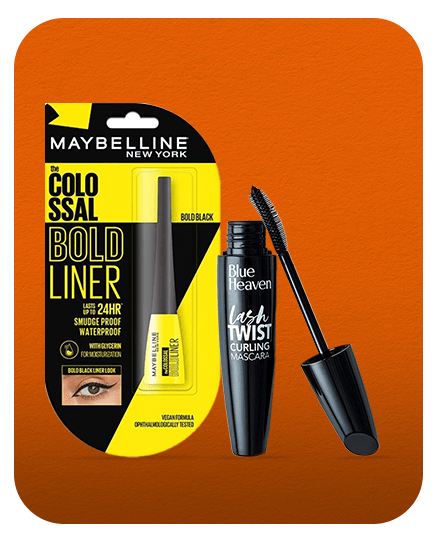 MAYBELLINE
NEW YORK
the
COLO
SSAL
BOLD
LINER
LASTS
UP TO 24HR*
SMUDGE PROOF
WATERPROOF
WITH GLYCERIN
FOR MOISTURIZATION
BOLD BLACK LINER LOOK
BOLD BLACK
MAYBELLINE
THE COLOSSAL
BOLD LINER
VEGAN FORMULA
OPHTHALMOLOGICALLY TESTED
Blue
Heaven
Lash
TWIST
CURLING
MASCARA